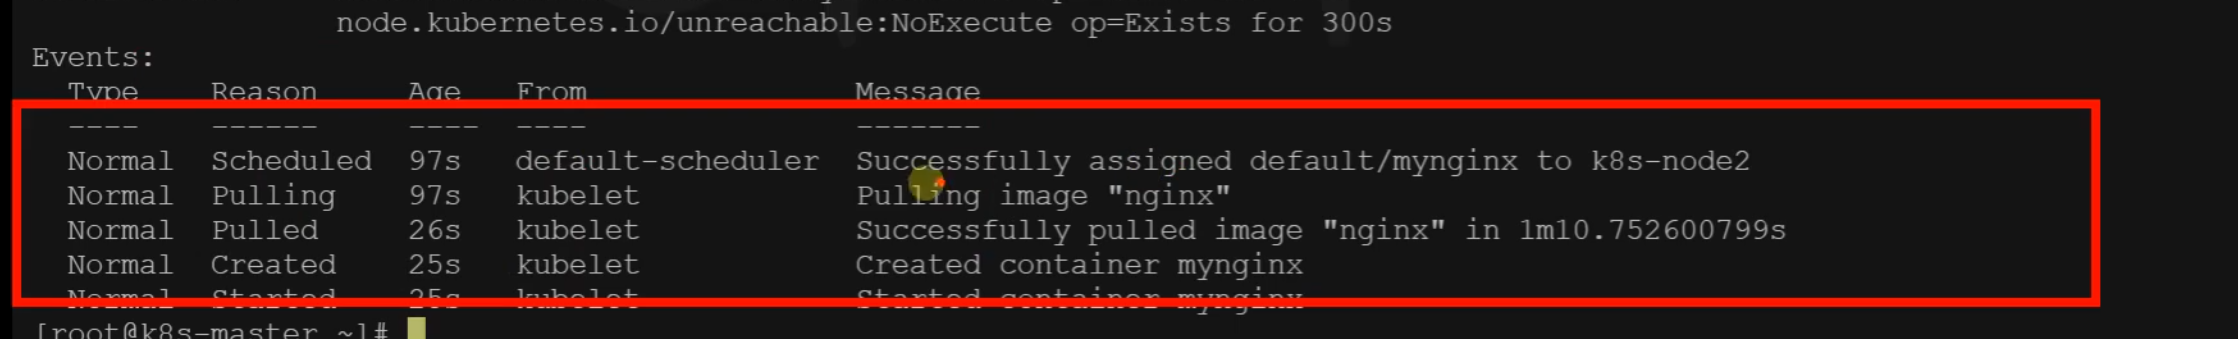 node.kubernetes.io/unreachable:NoExecute op=Exists for 300s
Events:
Type Reason Age From Message
---- ------ ---- ---- -------
Normal Scheduled 97s default-scheduler Successfully assigned default/mynginx to k8s-node2
Normal Pulling 97s kubelet Pulling image "nginx"
Normal Pulled 26s kubelet Successfully pulled image "nginx" in 1m10.752600799s
Normal Created 25s kubelet Created container mynginx
Normal Started 25s kubelet Started container mynginx
[root@k8s-master ~]#